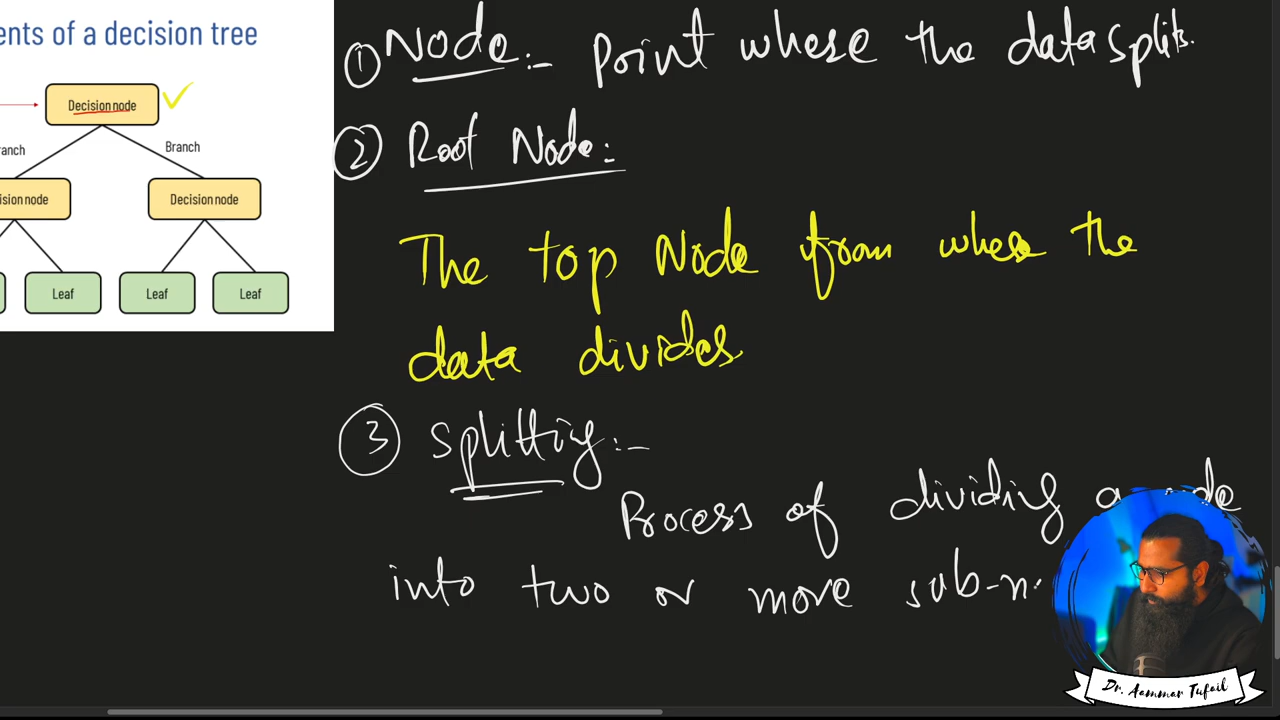 ents of a decision tree
Decision node
ranch
Branch
ision node
Decision node
Leaf
Leaf
Leaf
① Node :- Point where the data splits.
② Root Node:
The top Node from where the
data divides
③ Splitting :-
Process of dividing a
into two or more sub-n
Dr. Aammar Tufail